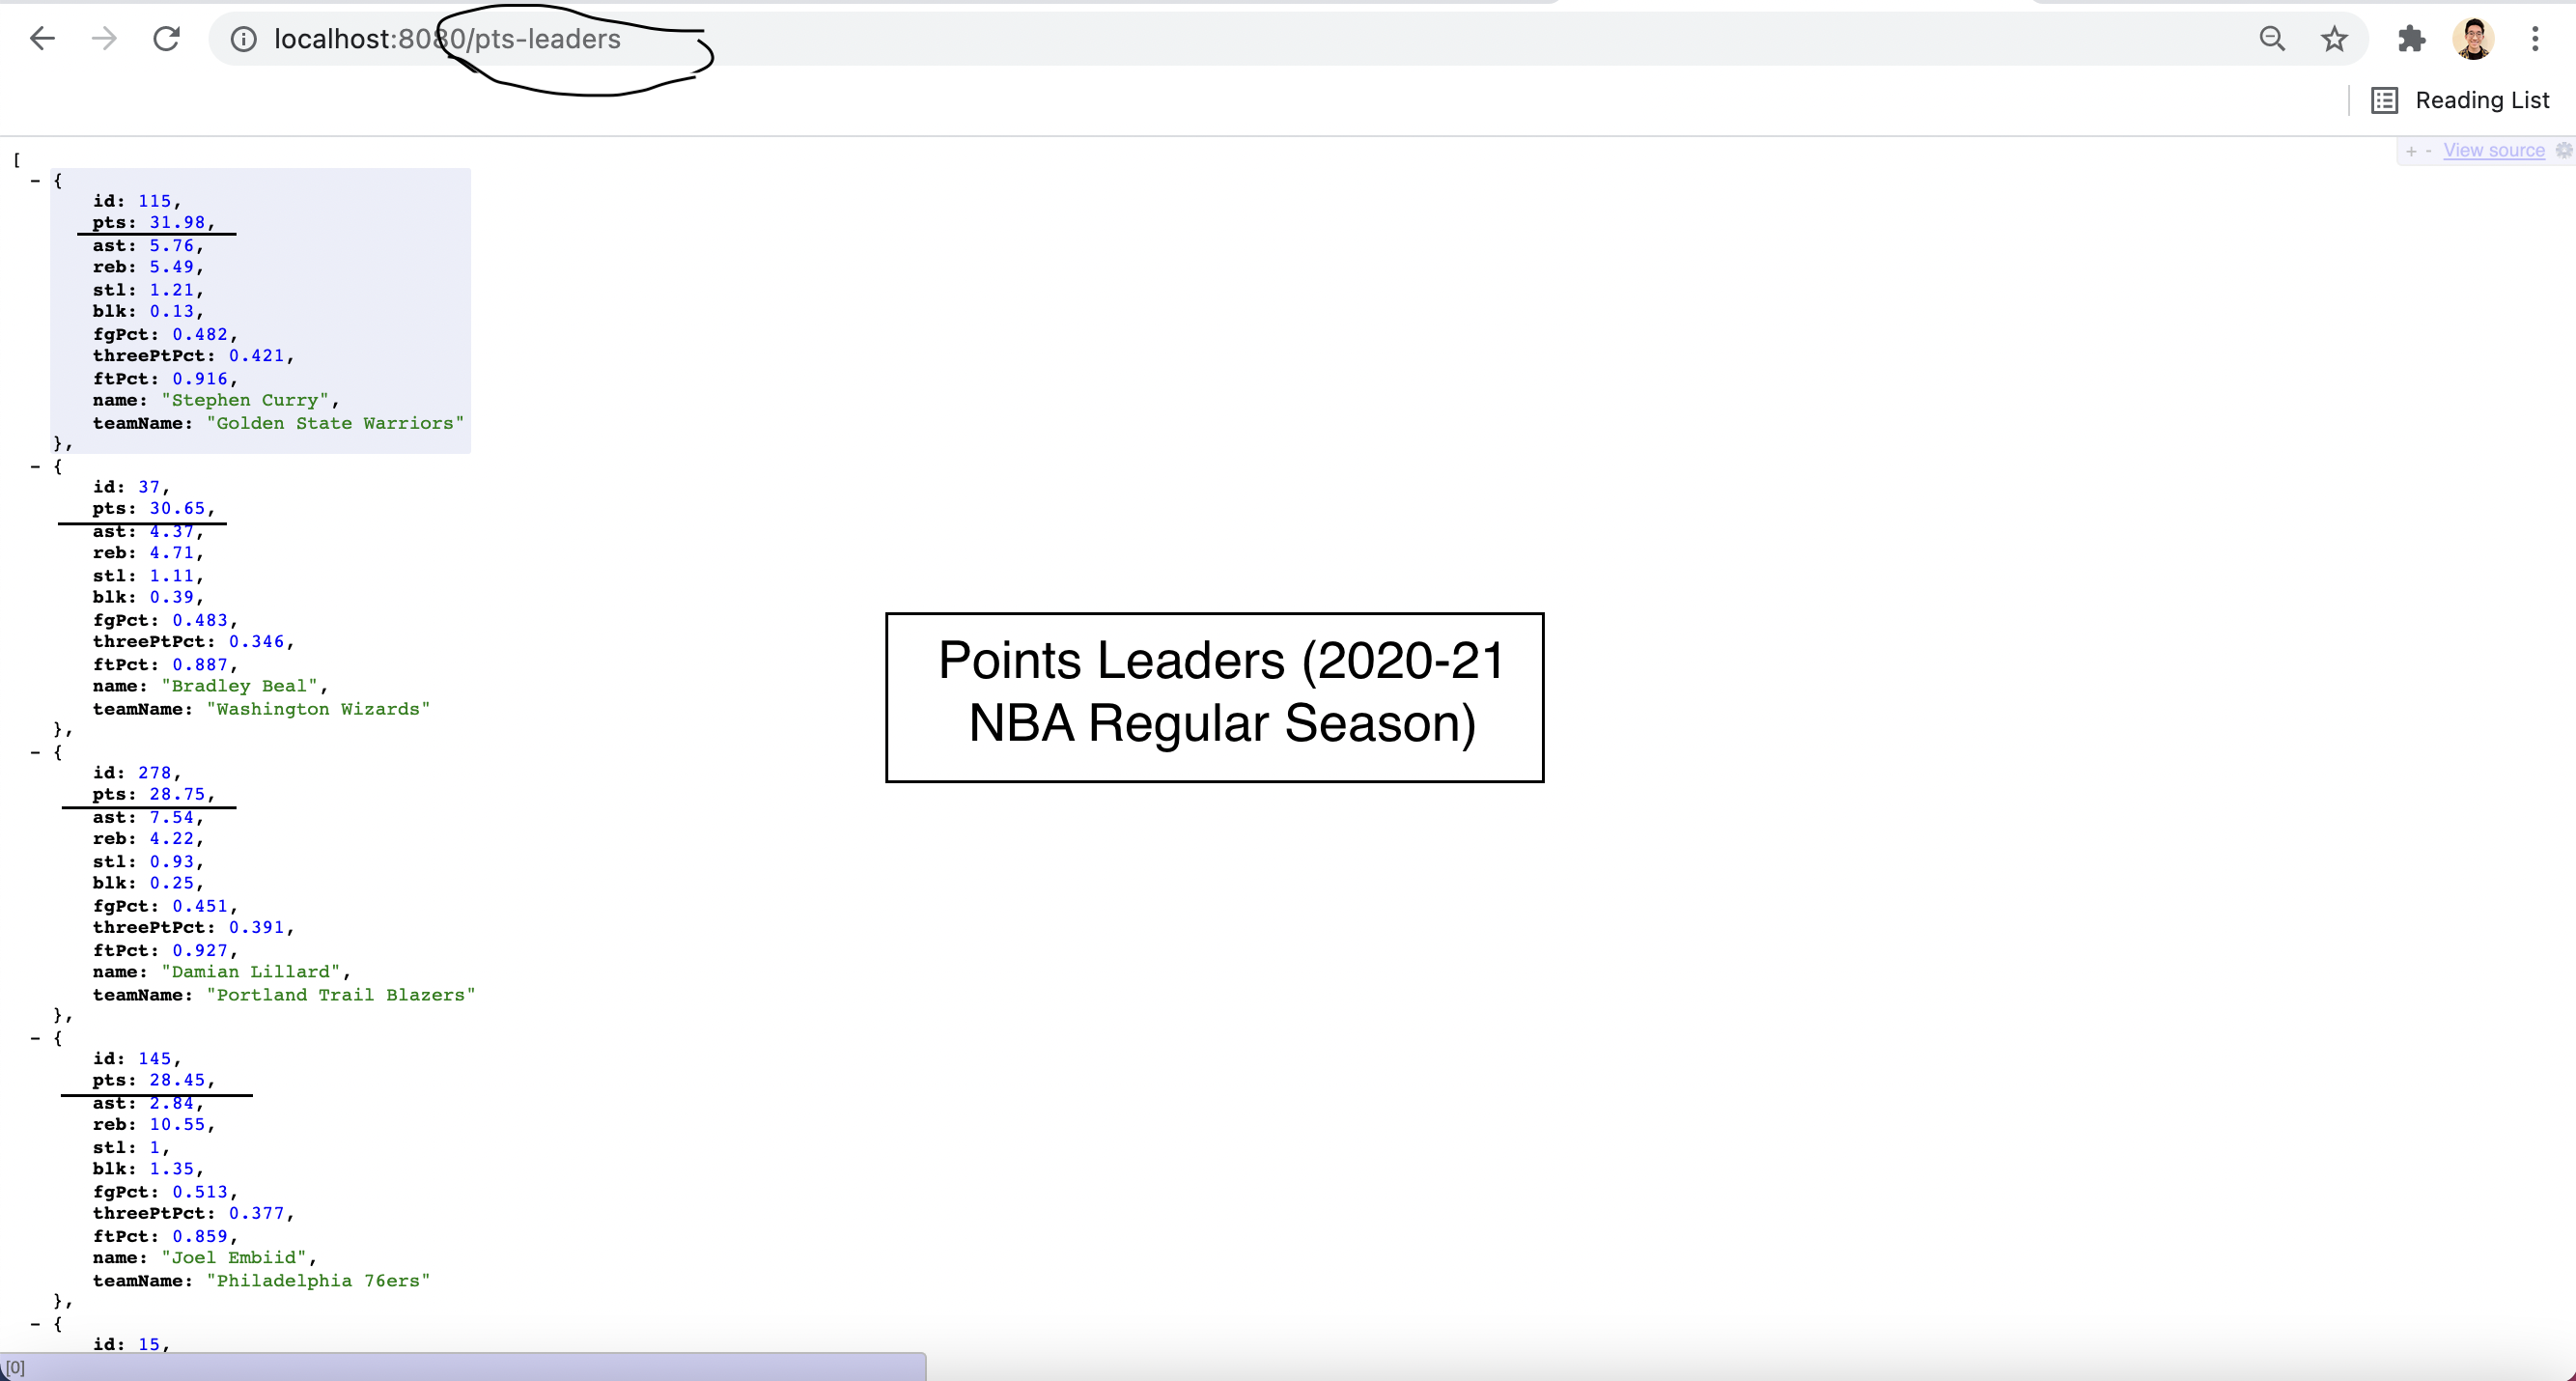 localhost:8080/pts-leaders
Reading List
+ - View source
[
- {
id: 115,
pts: 31.98,
ast: 5.76,
reb: 5.49,
stl: 1.21,
blk: 0.13,
fgPct: 0.482,
threePtPct: 0.421,
ftPct: 0.916,
name: "Stephen Curry",
teamName: "Golden State Warriors"
},
- {
id: 37,
pts: 30.65,
ast: 4.37,
reb: 4.71,
stl: 1.11,
blk: 0.39,
fgPct: 0.483,
threePtPct: 0.346,
ftPct: 0.887,
name: "Bradley Beal",
teamName: "Washington Wizards"
},
- {
id: 278,
pts: 28.75,
ast: 7.54,
reb: 4.22,
stl: 0.93,
blk: 0.25,
fgPct: 0.451,
threePtPct: 0.391,
ftPct: 0.927,
name: "Damian Lillard",
teamName: "Portland Trail Blazers"
},
- {
id: 145,
pts: 28.45,
ast: 2.84,
reb: 10.55,
stl: 1,
blk: 1.35,
fgPct: 0.513,
threePtPct: 0.377,
ftPct: 0.859,
name: "Joel Embiid",
teamName: "Philadelphia 76ers"
},
- {
id: 15,
[0]
Points Leaders (2020-21
NBA Regular Season)